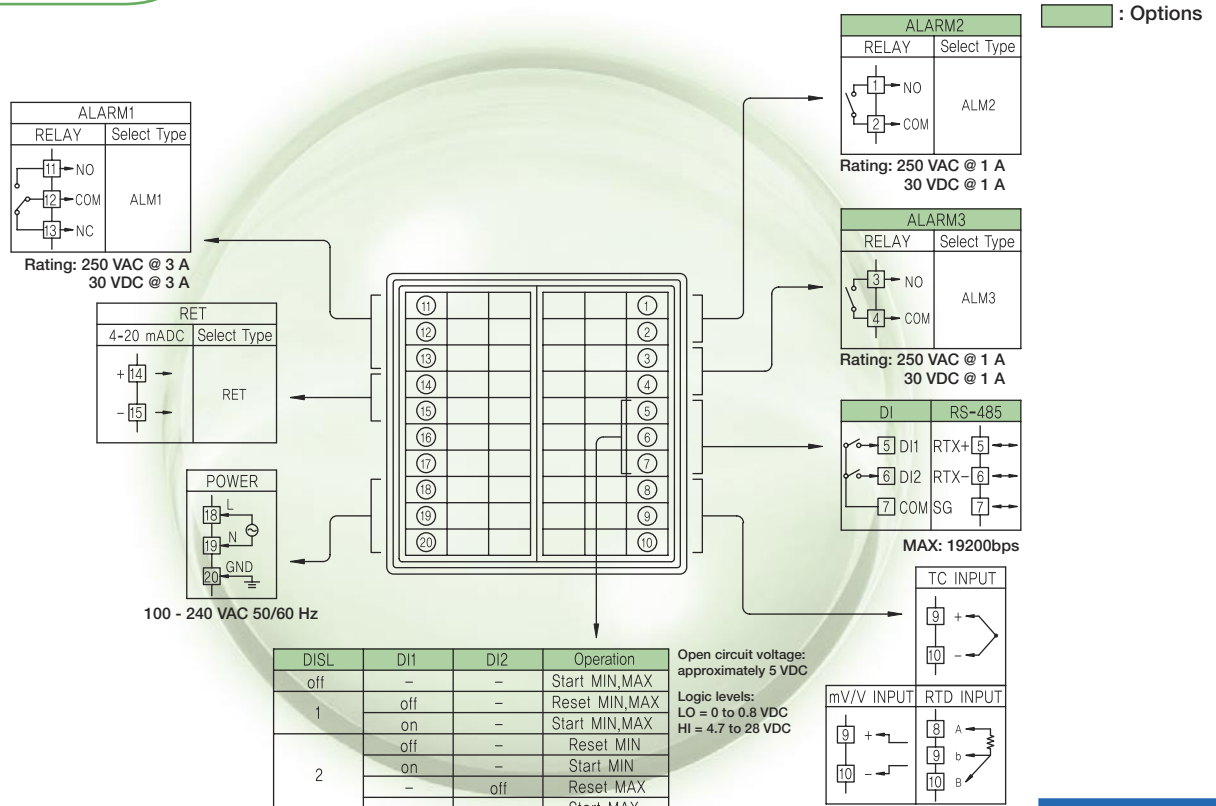 : Options
ALARM2
RELAY Select Type
1 NO
2 COM
ALM2
Rating: 250 VAC @ 1 A
30 VDC @ 1 A
ALARM1
RELAY Select Type
11 NO
12 COM
13 NC
ALM1
Rating: 250 VAC @ 3 A
30 VDC @ 3 A
ALARM3
RELAY Select Type
3 NO
4 COM
ALM3
Rating: 250 VAC @ 1 A
30 VDC @ 1 A
RET
4-20 mADC Select Type
+ 14
- 15
RET
11 1
12 2
13 3
14 4
15 5
16 6
17 7
18 8
19 9
20 10
DI RS-485
5 DI1 RTX+ 5
6 DI2 RTX- 6
7 COM SG 7
MAX: 19200bps
POWER
18 L
19 N
20 GND
100 - 240 VAC 50/60 Hz
TC INPUT
9 +
10 -
mV/V INPUT
9 +
10 -
RTD INPUT
8 A
9 b
10 B
DISL DI1 DI2 Operation
off - - Start MIN,MAX
1 off - Reset MIN,MAX
on - Start MIN,MAX
2 off - Reset MIN
on - Start MIN
- off Reset MAX
Start MAX
Open circuit voltage:
approximately 5 VDC
Logic levels:
LO = 0 to 0.8 VDC
HI = 4.7 to 28 VDC